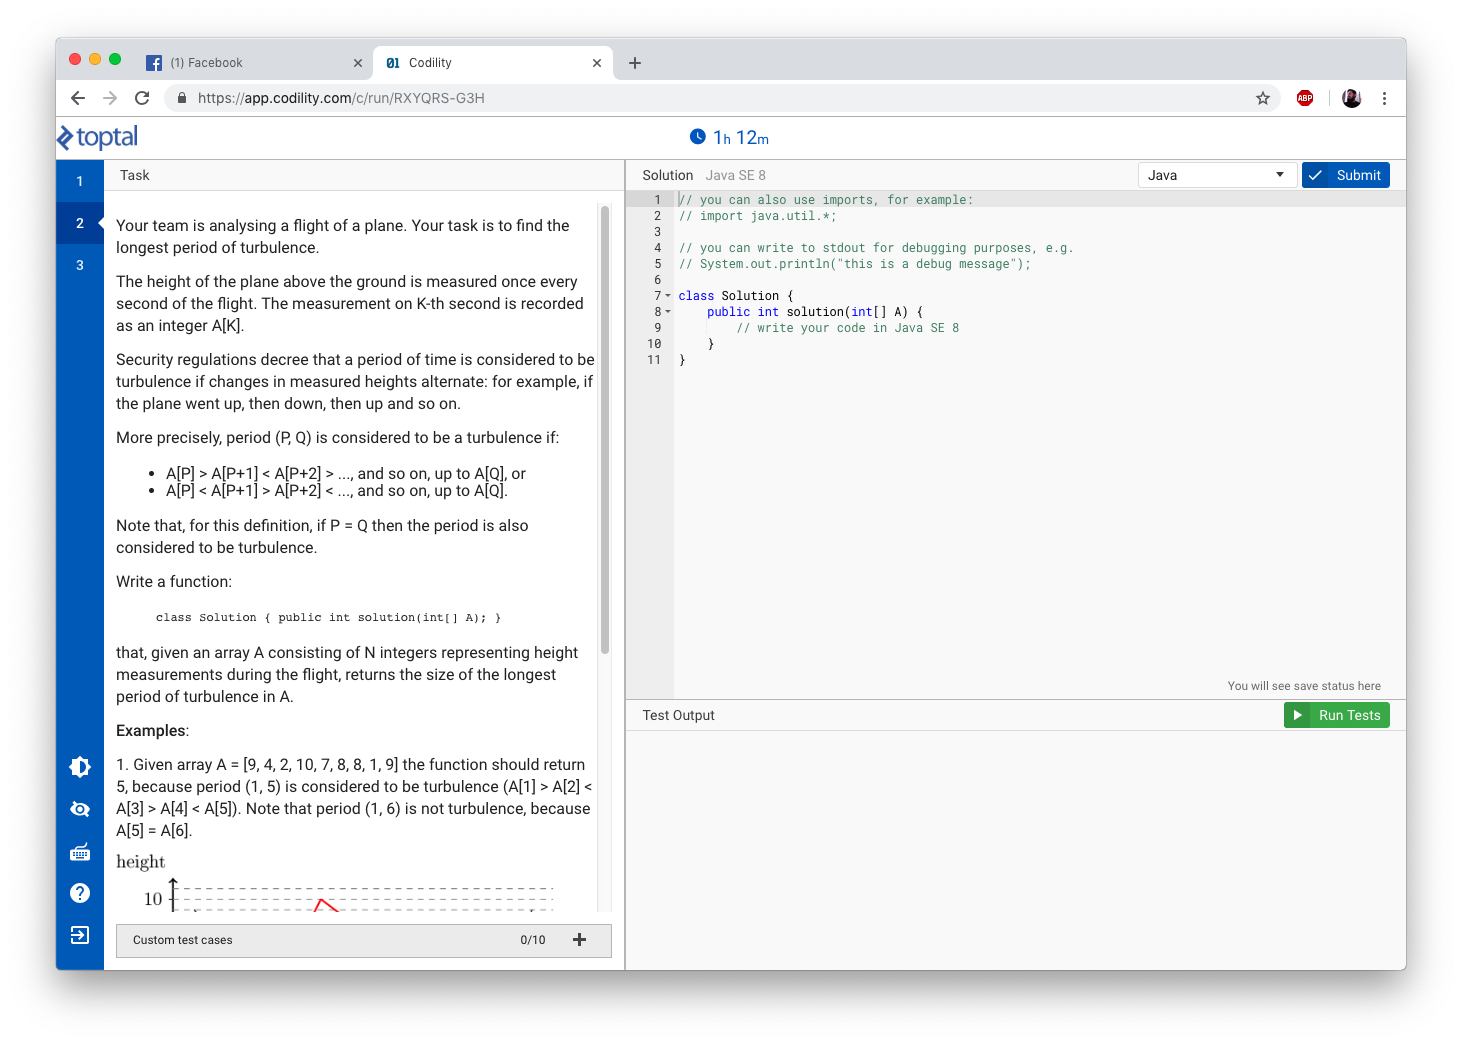 (1) Facebook
01 Codility
https://app.codility.com/c/run/RXYQRS-G3H
ABP
toptal
1h 12m
1
2
3
Task
Your team is analysing a flight of a plane. Your task is to find the
longest period of turbulence.
The height of the plane above the ground is measured once every
second of the flight. The measurement on K-th second is recorded
as an integer A[K].
Security regulations decree that a period of time is considered to be
turbulence if changes in measured heights alternate: for example, if
the plane went up, then down, then up and so on.
More precisely, period (P, Q) is considered to be a turbulence if:
• A[P] > A[P+1] < A[P+2] > ..., and so on, up to A[Q], or
• A[P] < A[P+1] > A[P+2] < ..., and so on, up to A[Q].
Note that, for this definition, if P = Q then the period is also
considered to be turbulence.
Write a function:
class Solution { public int solution(int[] A); }
that, given an array A consisting of N integers representing height
measurements during the flight, returns the size of the longest
period of turbulence in A.
Examples:
1. Given array A = [9, 4, 2, 10, 7, 8, 8, 1, 9] the function should return
5, because period (1, 5) is considered to be turbulence (A[1] > A[2] <
A[3] > A[4] < A[5]). Note that period (1, 6) is not turbulence, because
A[5] = A[6].
height
10
Custom test cases 0/10 +
Solution Java SE 8
Java
Submit
1 // you can also use imports, for example:
2 // import java.util.*;
3
4 // you can write to stdout for debugging purposes, e.g.
5 // System.out.println("this is a debug message");
6
7 class Solution {
8 public int solution(int[] A) {
9 // write your code in Java SE 8
10 }
11 }
You will see save status here
Test Output
Run Tests